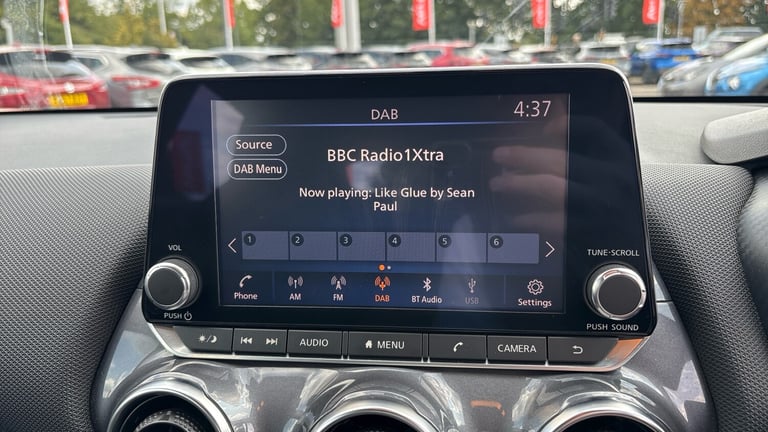 DAB
4:37
Source
BBC Radio1Xtra
DAB Menu
Now playing: Like Glue by Sean
Paul
1 2 3 4 5 6
VOL
TUNE·SCROLL
Phone AM FM DAB BT Audio USB Settings
PUSH
PUSH SOUND
AUDIO
MENU
CAMERA